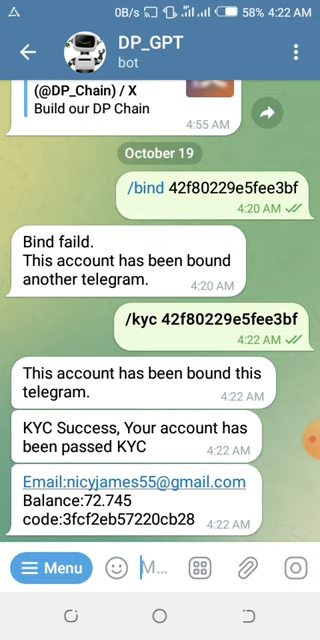 0B/s 58% 4:22 AM
DP_GPT
bot
(@DP_Chain) / X
Build our DP Chain
4:55 AM
October 19
/bind 42f80229e5fee3bf
4:20 AM
Bind faild.
This account has been bound
another telegram.
4:20 AM
/kyc 42f80229e5fee3bf
4:22 AM
This account has been bound this
telegram.
4:22 AM
KYC Success, Your account has
been passed KYC
4:22 AM
Email:nicyjames55@gmail.com
Balance:72.745
code:3fcf2eb57220cb28
4:22 AM
Menu
M...